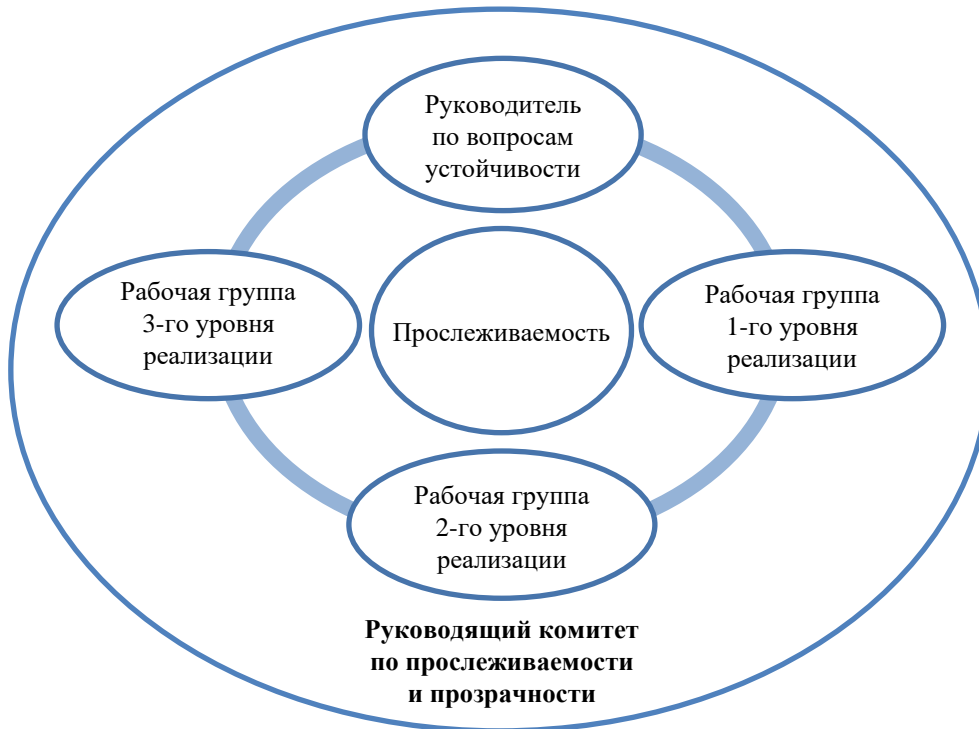 Руководитель
по вопросам
устойчивости
Рабочая группа
3-го уровня
реализации
Прослеживаемость
Рабочая группа
1-го уровня
реализации
Рабочая группа
2-го уровня
реализации
Руководящий комитет
по прослеживаемости
и прозрачности